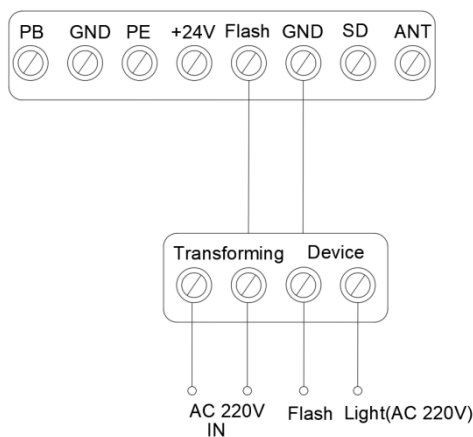 PB GND PE +24V Flash GND SD ANT
Transforming Device
AC 220V Flash Light(AC 220V)
IN